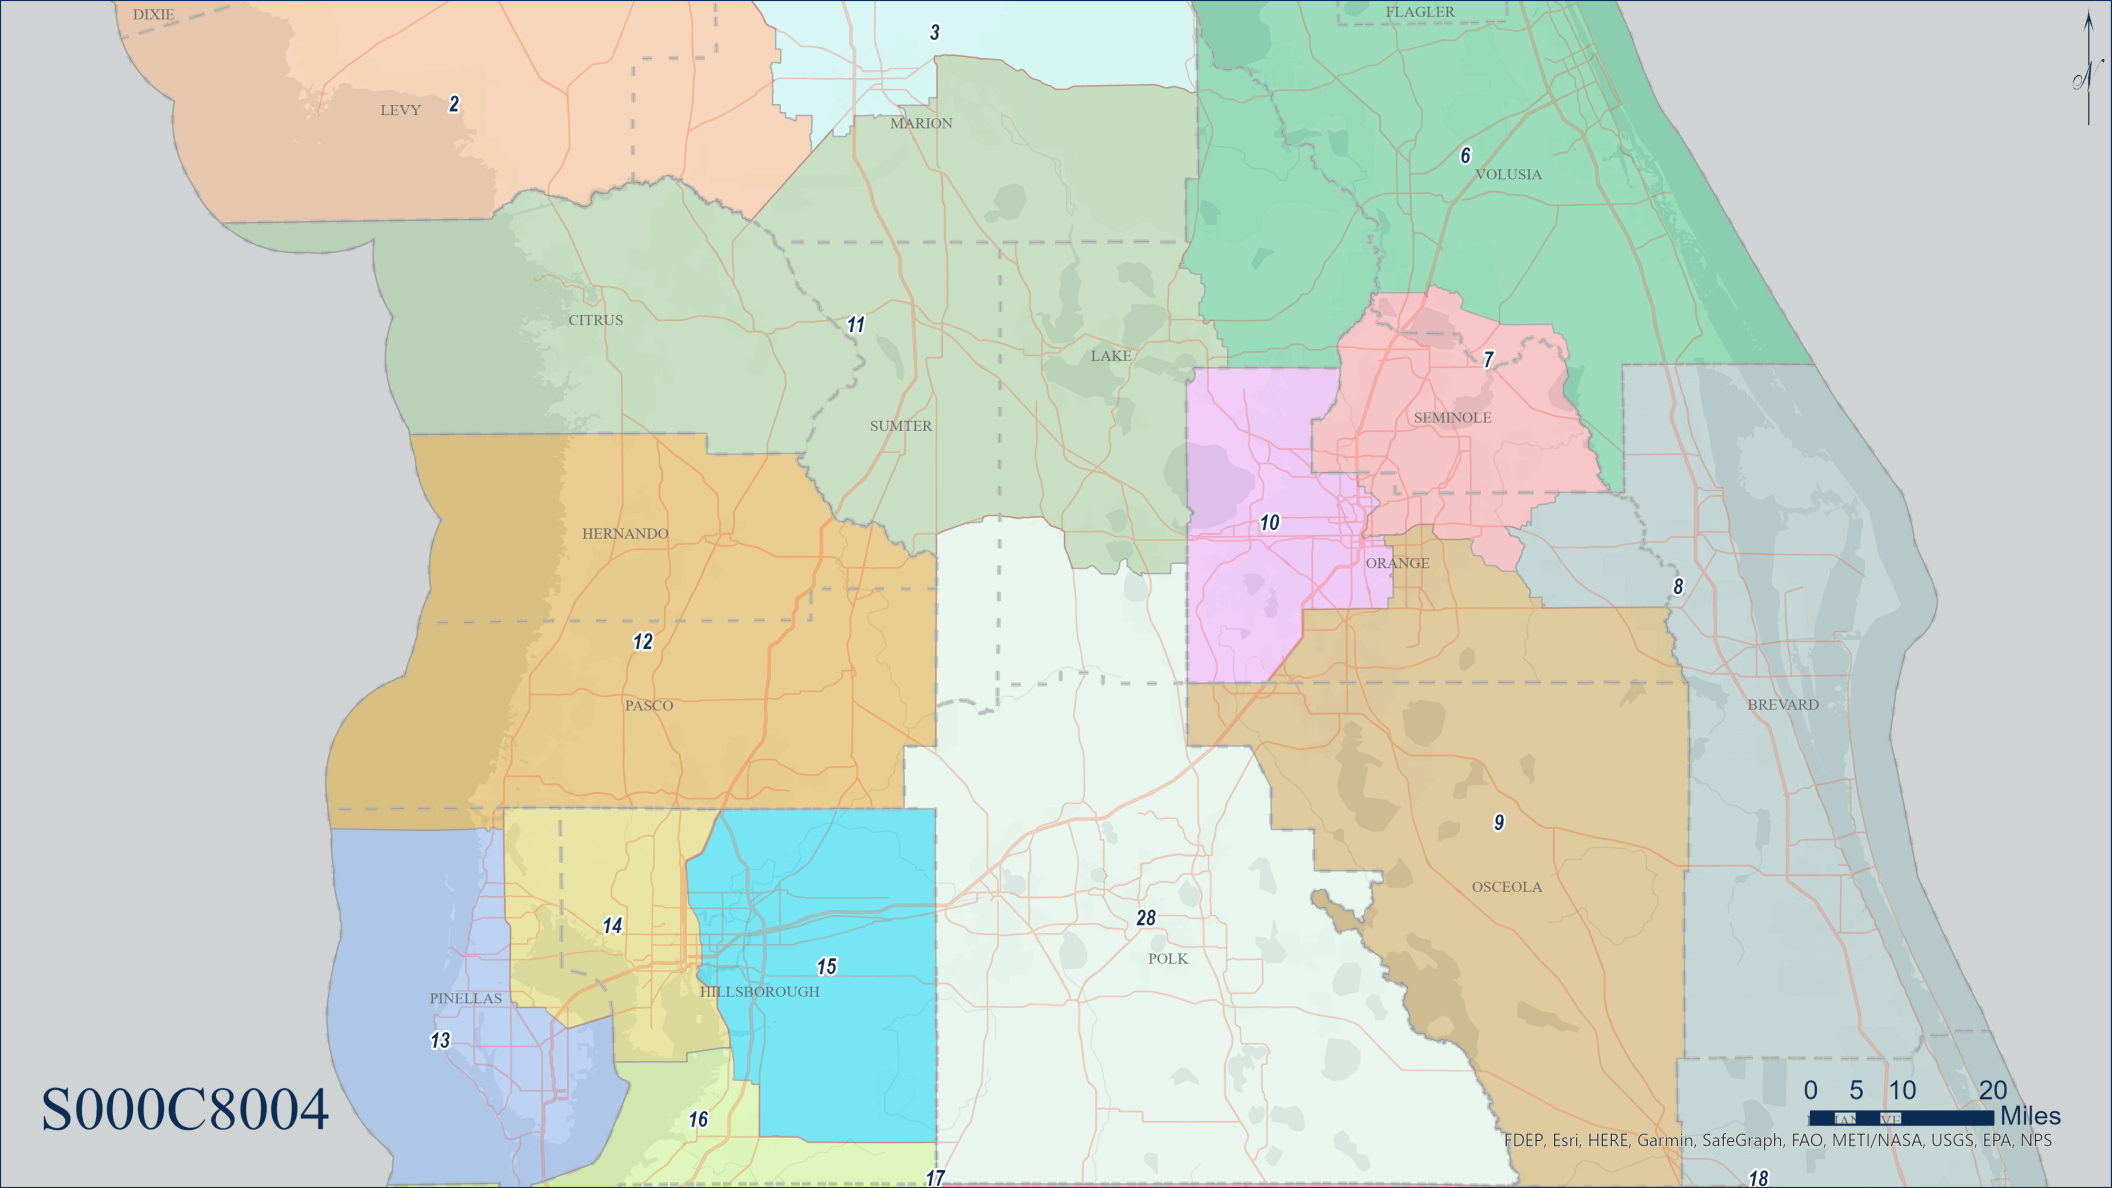 DIXIE
FLAGLER
3
LEVY
2
MARION
6
VOLUSIA
N
CITRUS
11
LAKE
7
SUMTER
SEMINOLE
10
HERNANDO
ORANGE
8
12
PASCO
BREVARD
9
OSCEOLA
14
28
15
POLK
PINELLAS
HILLSBOROUGH
13
16
17
18
S000C8004
0 5 10 20
Miles
FDEP, Esri, HERE, Garmin, SafeGraph, FAO, METI/NASA, USGS, EPA, NPS